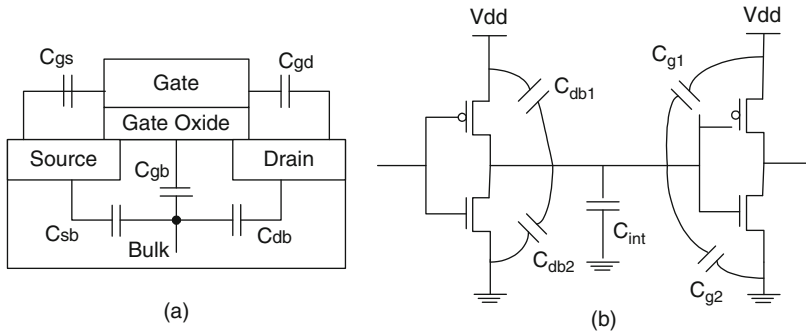 Cgs
Gate
Cgd
Gate Oxide
Source
Drain
Cgb
Csb
Cdb
Bulk
(a)
Vdd
Vdd
Cdb1
Cg1
Cint
Cdb2
Cg2
(b)